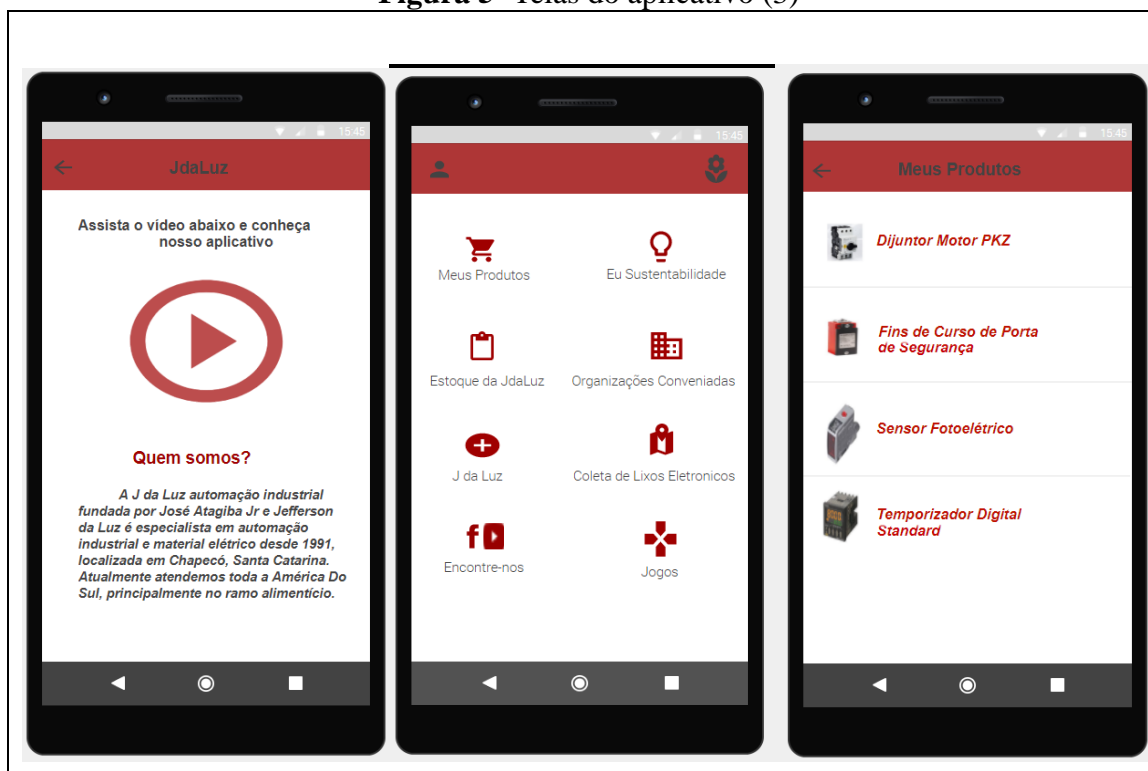 Figura 3 Telas do aplicativo (3)
15:45
JdaLuz
Assista o vídeo abaixo e conheça
nosso aplicativo
Quem somos?
A J da Luz automação industrial
fundada por José Atagiba Jr e Jefferson
da Luz é especialista em automação
industrial e material elétrico desde 1991,
localizada em Chapecó, Santa Catarina.
Atualmente atendemos toda a América Do
Sul, principalmente no ramo alimentício.
15:45
Meus Produtos
Eu Sustentabilidade
Estoque da JdaLuz
Organizações Conveniadas
J da Luz
Coleta de Lixos Eletronicos
Encontre-nos
Jogos
15:45
Meus Produtos
Dijuntor Motor PKZ
Fins de Curso de Porta
de Segurança
Sensor Fotoelétrico
Temporizador Digital
Standard